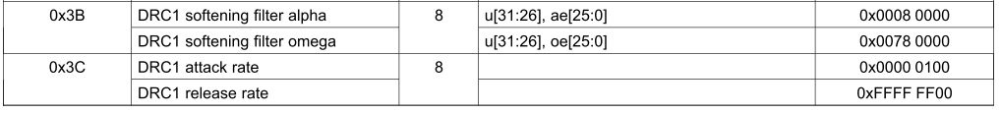 0x3B DRC1 softening filter alpha 8 u[31:26], ae[25:0] 0x0008 0000
DRC1 softening filter omega u[31:26], oe[25:0] 0x0078 0000
0x3C DRC1 attack rate 8 0x0000 0100
DRC1 release rate 0xFFFF FF00